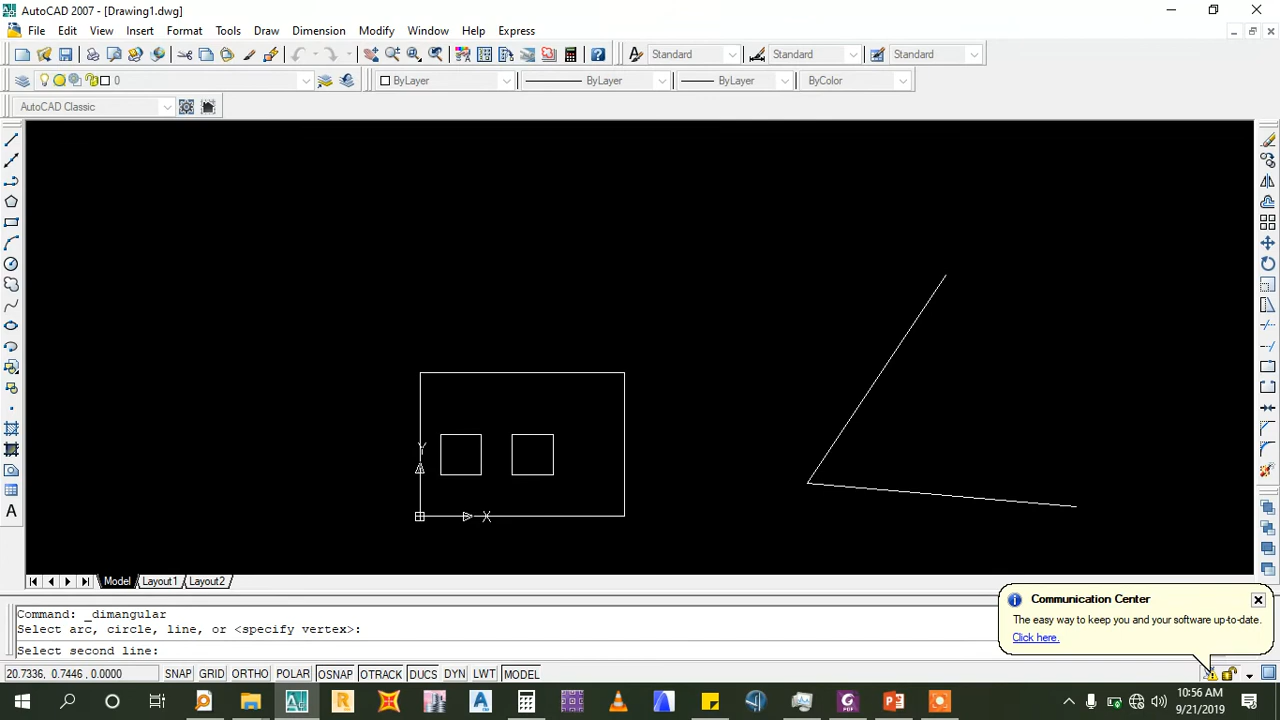 AutoCAD 2007 - [Drawing1.dwg]
File Edit View Insert Format Tools Draw Dimension Modify Window Help Express
Standard Standard Standard
0 ByLayer ByLayer ByLayer ByColor
AutoCAD Classic
A
Y
X
Model Layout1 Layout2
Command: _dimangular
Select arc, circle, line, or <specify vertex>:
Select second line:
Communication Center
The easy way to keep you and your software up-to-date.
Click here.
20.7336, 0.7446, 0.0000 SNAP GRID ORTHO POLAR OSNAP OTRACK DUCS DYN LWT MODEL
10:56 AM
9/21/2019